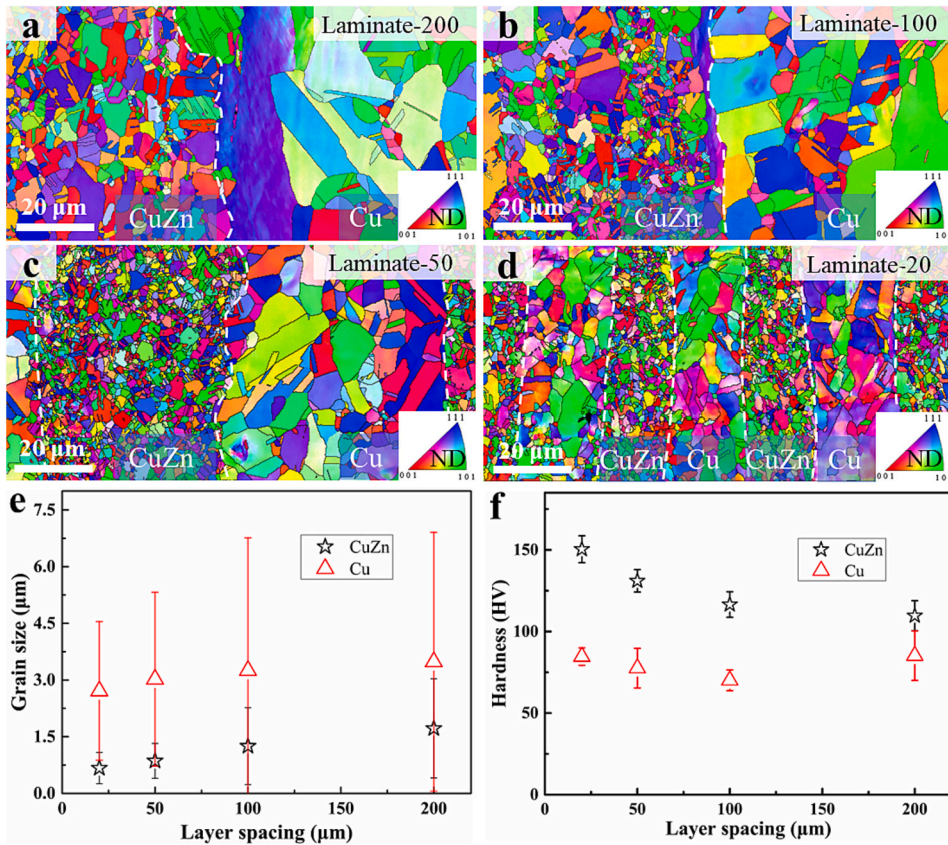 a
Laminate-200
20 μm
CuZn
Cu
111
ND
001
101
b
Laminate-100
20 μm
CuZn
Cu
111
ND
001
10
c
Laminate-50
20 μm
CuZn
Cu
111
ND
001
101
d
Laminate-20
20 μm
CuZn
Cu
CuZn
Cu
111
ND
001
10
e
7.5
6.0
4.5
3.0
1.5
0.0
Grain size (μm)
CuZn
Cu
0
50
100
150
200
Layer spacing (μm)
f
150
100
50
0
Hardness (HV)
CuZn
Cu
0
50
100
150
200
Layer spacing (μm)